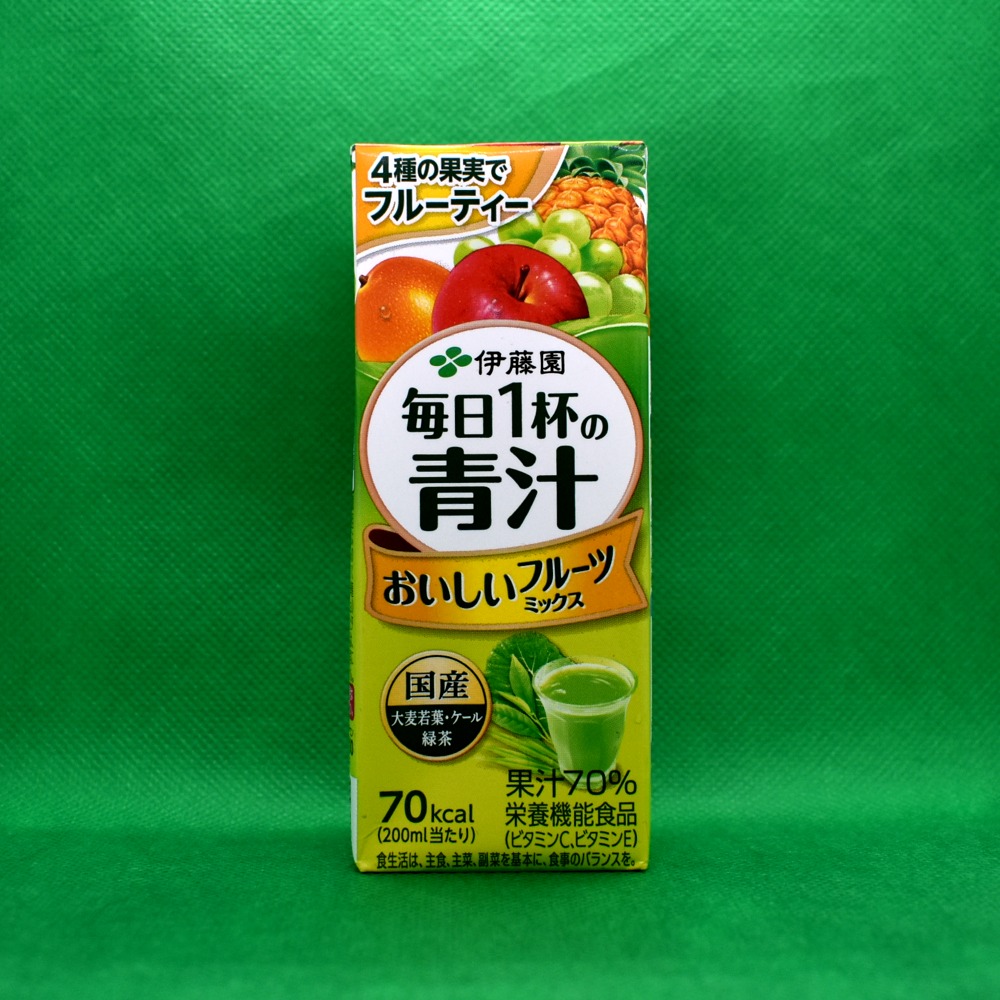 4種の果実で
フルーティー
伊藤園
毎日1杯の
青汁
おいしいフルーツ
ミックス
国産
大麦若葉・ケール
緑茶
果汁70%
70kcal
(200ml当たり)
栄養機能食品
(ビタミンC、ビタミンE)
食生活は、主食、主菜、副菜を基本に、食事のバランスを。